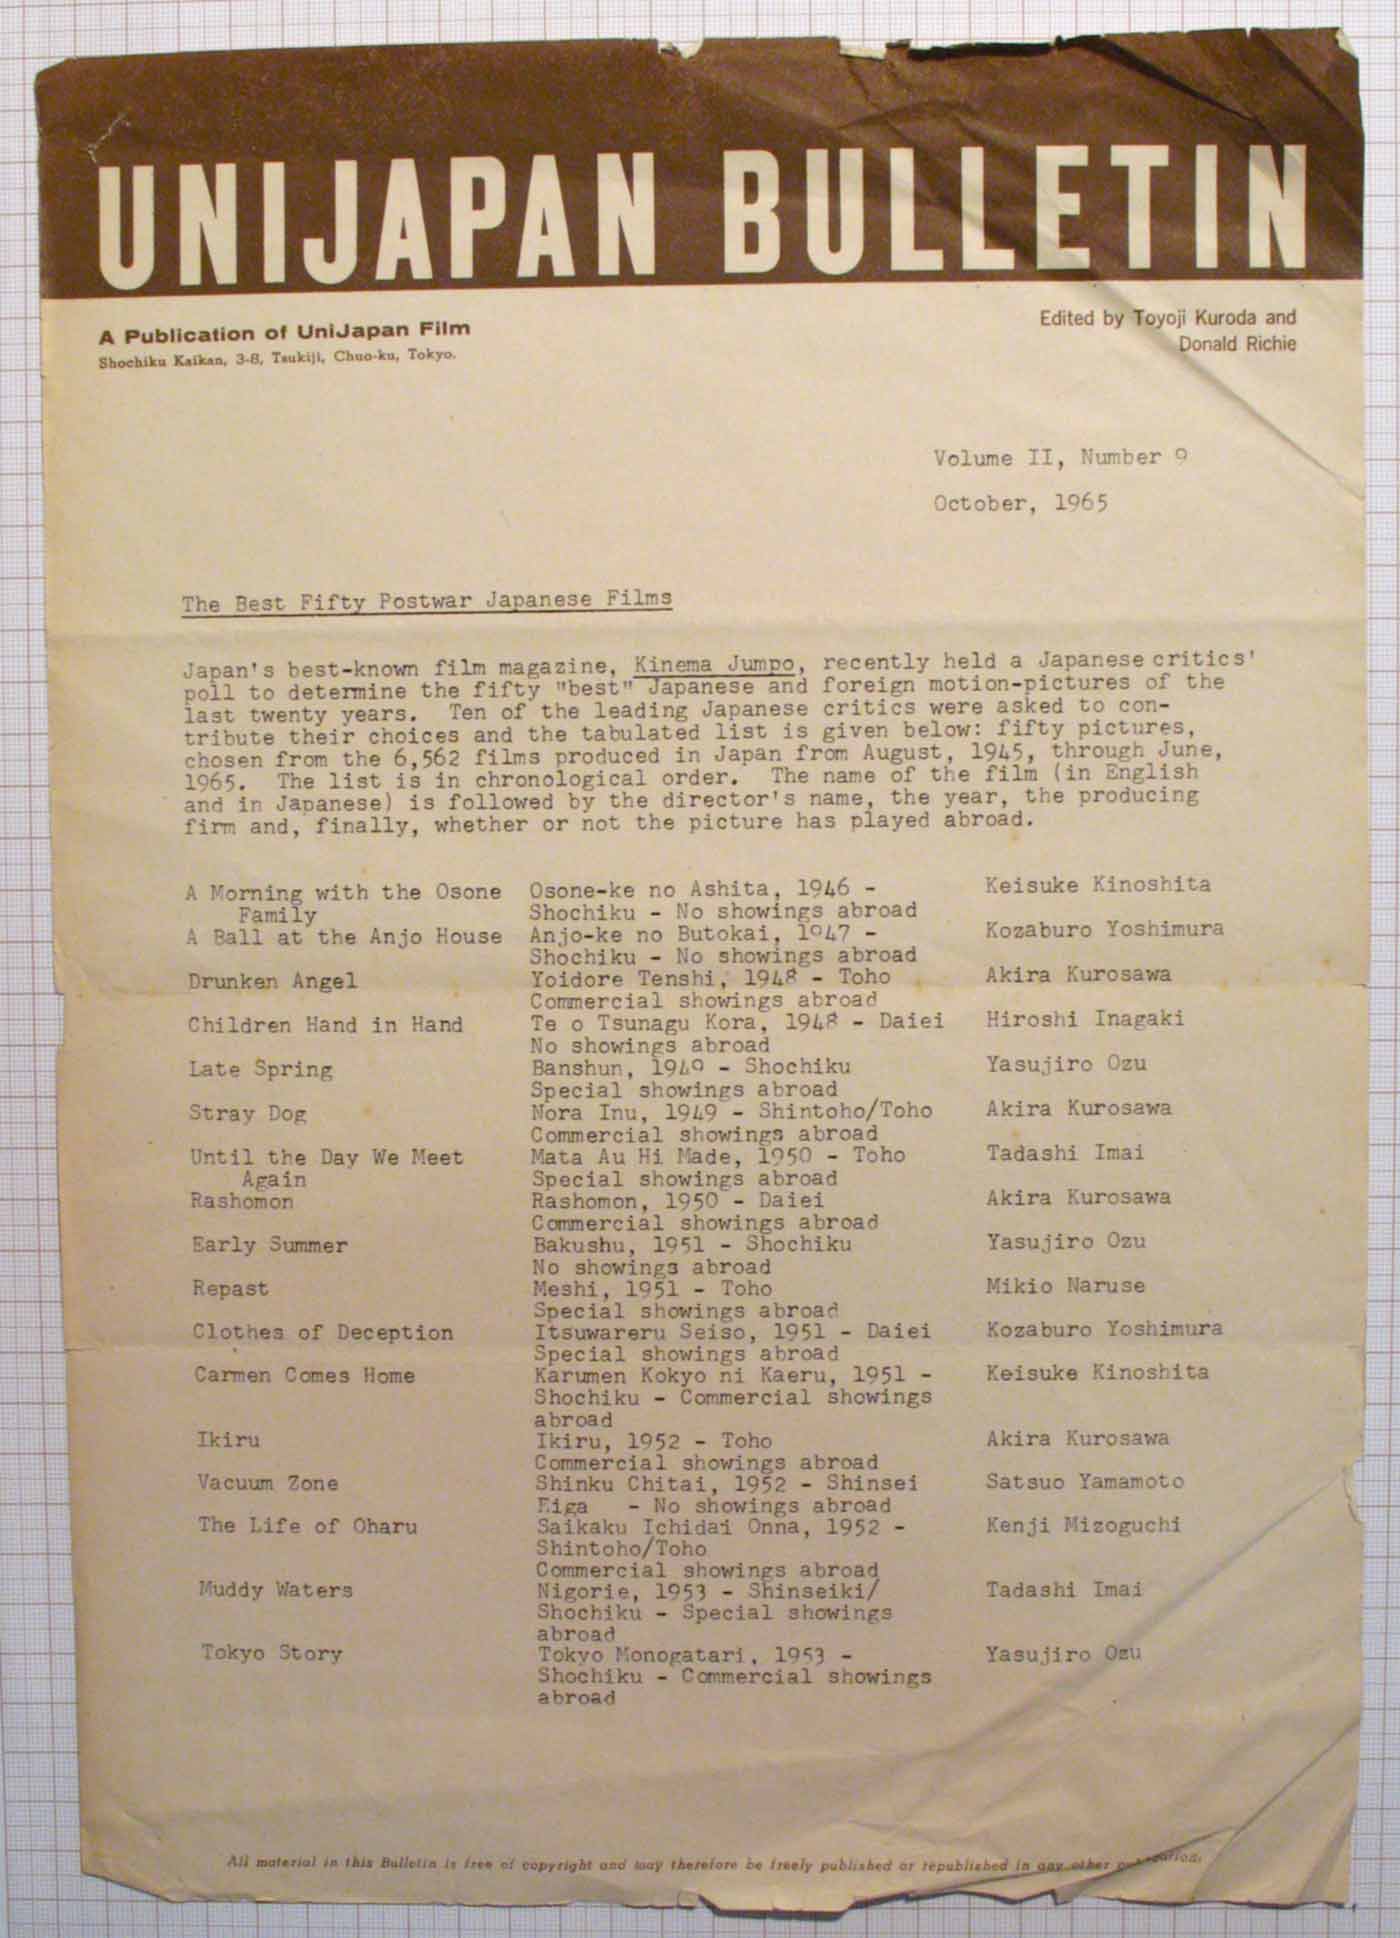 UNIJAPAN BULLETIN
A Publication of UniJapan Film
Shochiku Kaikan, 3-8, Tsukiji, Chuo-ku, Tokyo.
Edited by Toyoji Kuroda and
Donald Richie
Volume II, Number 9
October, 1965
The Best Fifty Postwar Japanese Films
Japan's best-known film magazine, Kinema Jumpo, recently held a Japanese critics'
poll to determine the fifty "best" Japanese and foreign motion-pictures of the
last twenty years. Ten of the leading Japanese critics were asked to con-
tribute their choices and the tabulated list is given below: fifty pictures,
chosen from the 6,562 films produced in Japan from August, 1945, through June,
1965. The list is in chronological order. The name of the film (in English
and in Japanese) is followed by the director's name, the year, the producing
firm and, finally, whether or not the picture has played abroad.
A Morning with the Osone Osone-ke no Ashita, 1946 - Keisuke Kinoshita
Family Shochiku - No showings abroad
A Ball at the Anjo House Anjo-ke no Butokai, 1947 - Kozaburo Yoshimura
Shochiku - No showings abroad
Drunken Angel Yoidore Tenshi, 1948 - Toho Akira Kurosawa
Commercial showings abroad
Children Hand in Hand Te o Tsunagu Kora, 1948 - Daiei Hiroshi Inagaki
No showings abroad
Late Spring Banshun, 1949 - Shochiku Yasujiro Ozu
Special showings abroad
Stray Dog Nora Inu, 1949 - Shintoho/Toho Akira Kurosawa
Commercial showings abroad
Until the Day We Meet Mata Au Hi Made, 1950 - Toho Tadashi Imai
Again Special showings abroad
Rashomon Rashomon, 1950 - Daiei Akira Kurosawa
Commercial showings abroad
Early Summer Bakushu, 1951 - Shochiku Yasujiro Ozu
No showings abroad
Repast Meshi, 1951 - Toho Mikio Naruse
Special showings abroad
Clothes of Deception Itsuwareru Seiso, 1951 - Daiei Kozaburo Yoshimura
Special showings abroad
Carmen Comes Home Karumen Kokyo ni Kaeru, 1951 - Keisuke Kinoshita
Shochiku - Commercial showings
abroad
Ikiru Ikiru, 1952 - Toho Akira Kurosawa
Commercial showings abroad
Vacuum Zone Shinku Chitai, 1952 - Shinsei Satsuo Yamamoto
Eiga - No showings abroad
The Life of Oharu Saikaku Ichidai Onna, 1952 - Kenji Mizoguchi
Shintoho/Toho
Commercial showings abroad
Muddy Waters Nigorie, 1953 - Shinseiki/ Tadashi Imai
Shochiku - Special showings
abroad
Tokyo Story Tokyo Monogatari, 1953 - Yasujiro Ozu
Shochiku - Commercial showings
abroad
All material in this Bulletin is free of copyright and may therefore be freely published or republished in any other